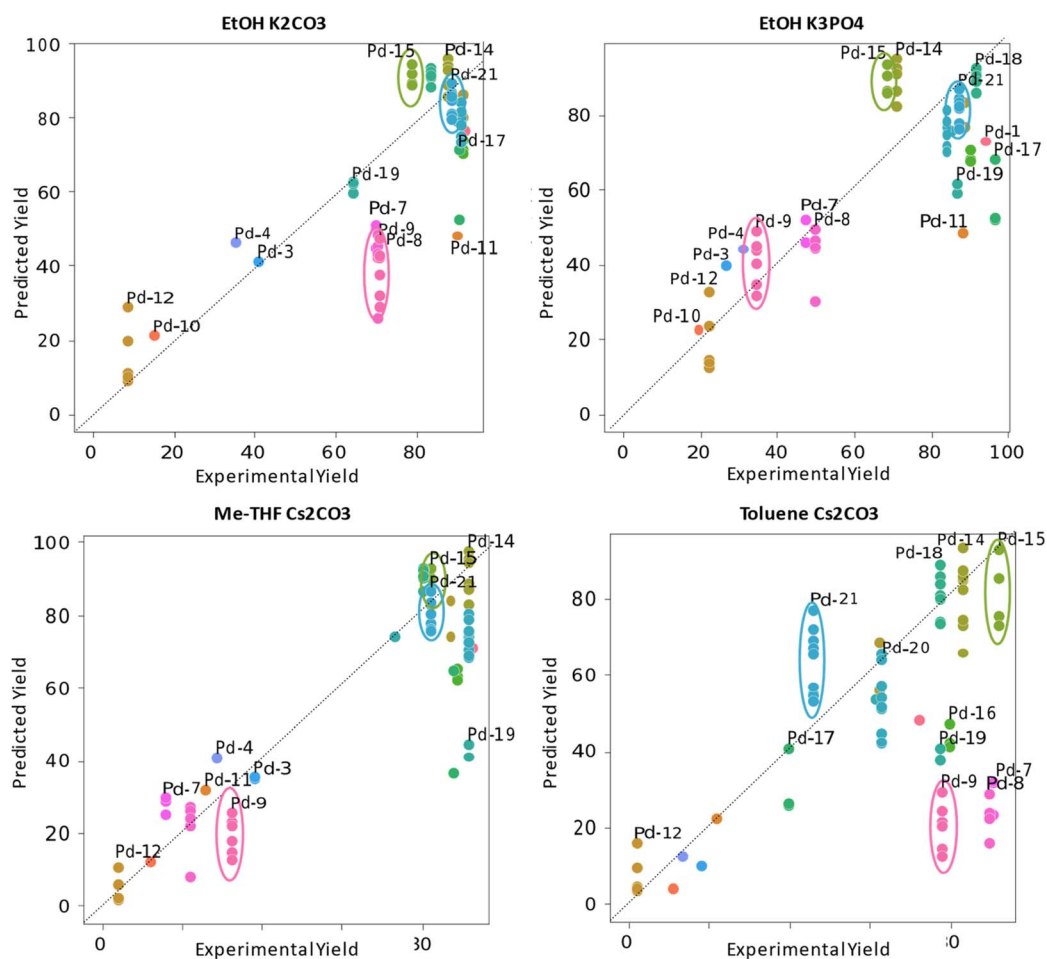 EtOH K2CO3
EtOH K3PO4
100
Pd-15
Pd-14
Pd-21
80
Pd-17
Pd-19
60
Pd-7
Pd-9
Pd-8
Pd-4
Pd-3
Pd-11
40
Pd-12
Pd-10
20
0
Predicted Yield
0 20 40 60 80
Experimental Yield
Pd-15
Pd-14
Pd-18
Pd-21
80
Pd-1
Pd-17
Pd-19
60
Pd-7
Pd-9
Pd-8
Pd-11
Pd-4
Pd-3
40
Pd-12
Pd-10
20
0
Predicted Yield
0 20 40 60 80 100
Experimental Yield
Me-THF Cs2CO3
Toluene Cs2CO3
100
Pd-14
Pd-15
Pd-21
80
60
Pd-19
Pd-4
Pd-3
40
Pd-11
Pd-7
Pd-9
20
Pd-12
0
Predicted Yield
0
Experimental Yield
Pd-14
Pd-15
Pd-18
Pd-21
80
Pd-20
60
Pd-16
Pd-17
Pd-19
40
Pd-7
Pd-9
Pd-8
20
Pd-12
0
Predicted Yield
0
Experimental Yield